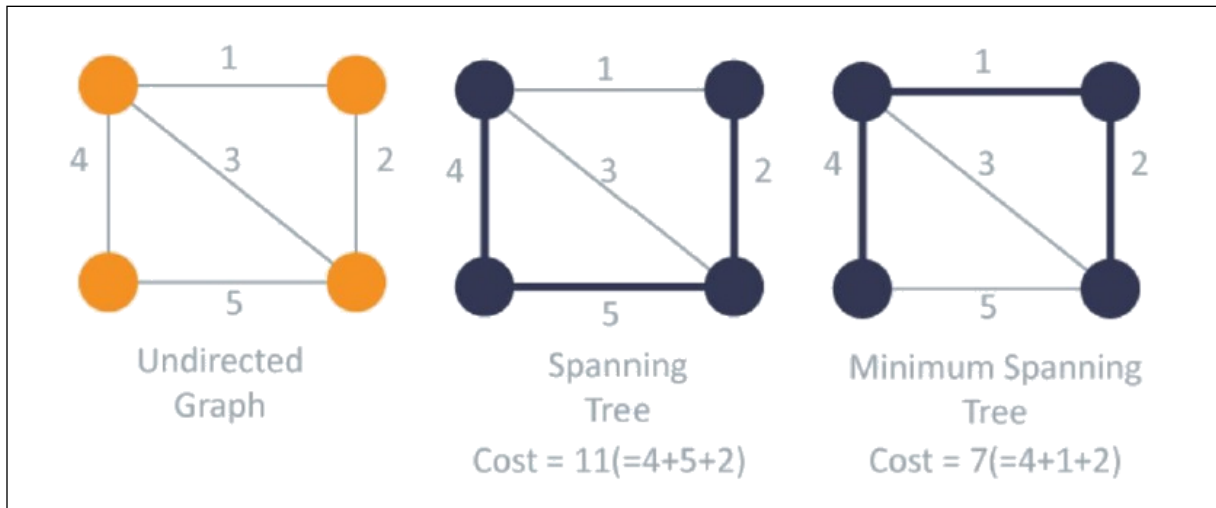 1
4
3
2
5
Undirected
Graph
1
4
3
2
5
Spanning
Tree
Cost = 11(=4+5+2)
1
4
3
2
5
Minimum Spanning
Tree
Cost = 7(=4+1+2)